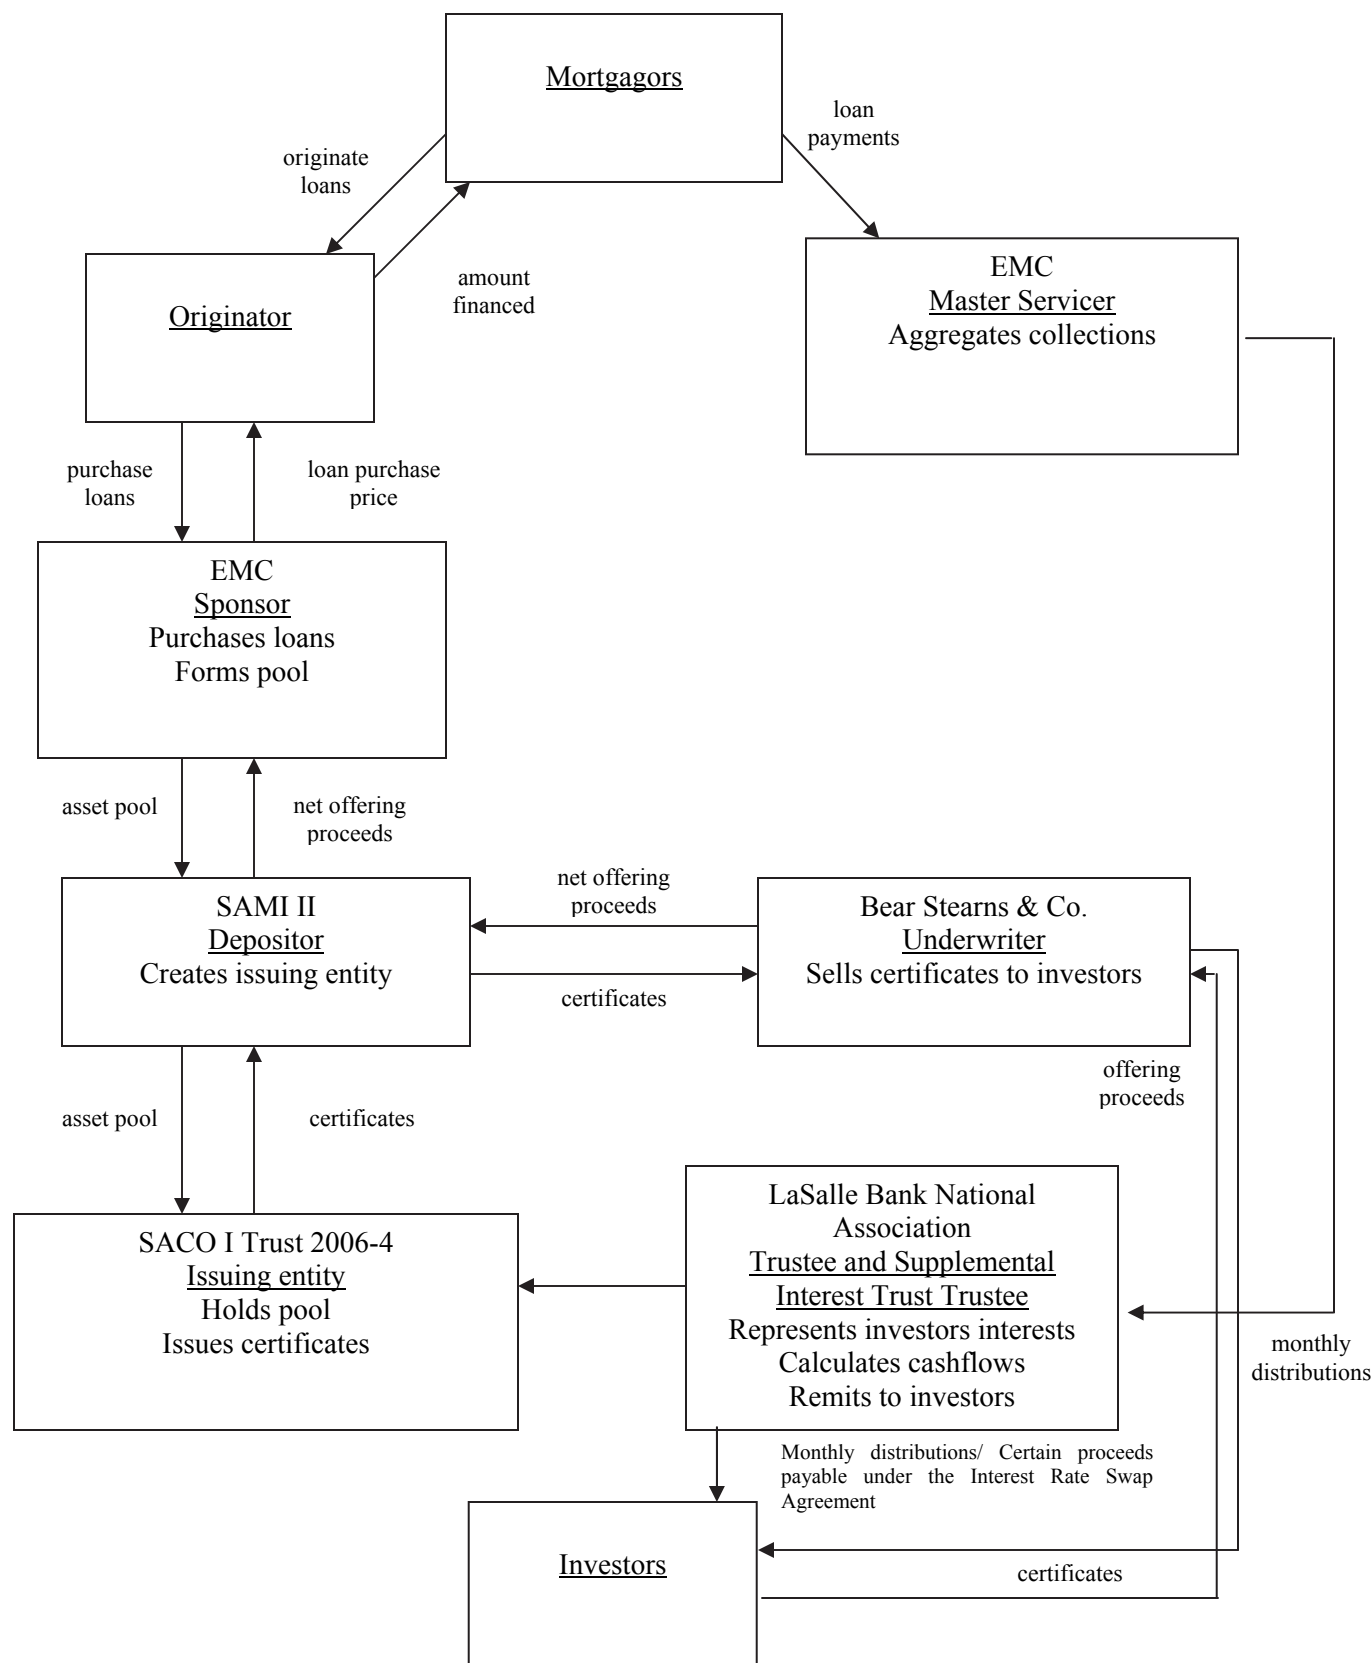 Mortgagors
loan
payments
originate
loans
amount
financed
EMC
Master Servicer
Aggregates collections
Originator
purchase
loans
loan purchase
price
EMC
Sponsor
Purchases loans
Forms pool
asset pool
net offering
proceeds
net offering
proceeds
SAMI II
Depositor
Creates issuing entity
Bear Stearns & Co.
Underwriter
Sells certificates to investors
certificates
offering
proceeds
asset pool
certificates
LaSalle Bank National
Association
Trustee and Supplemental
Interest Trust Trustee
Represents investors interests
Calculates cashflows
Remits to investors
SACO I Trust 2006-4
Issuing entity
Holds pool
Issues certificates
monthly
distributions
Monthly distributions/ Certain proceeds
payable under the Interest Rate Swap
Agreement
Investors
certificates